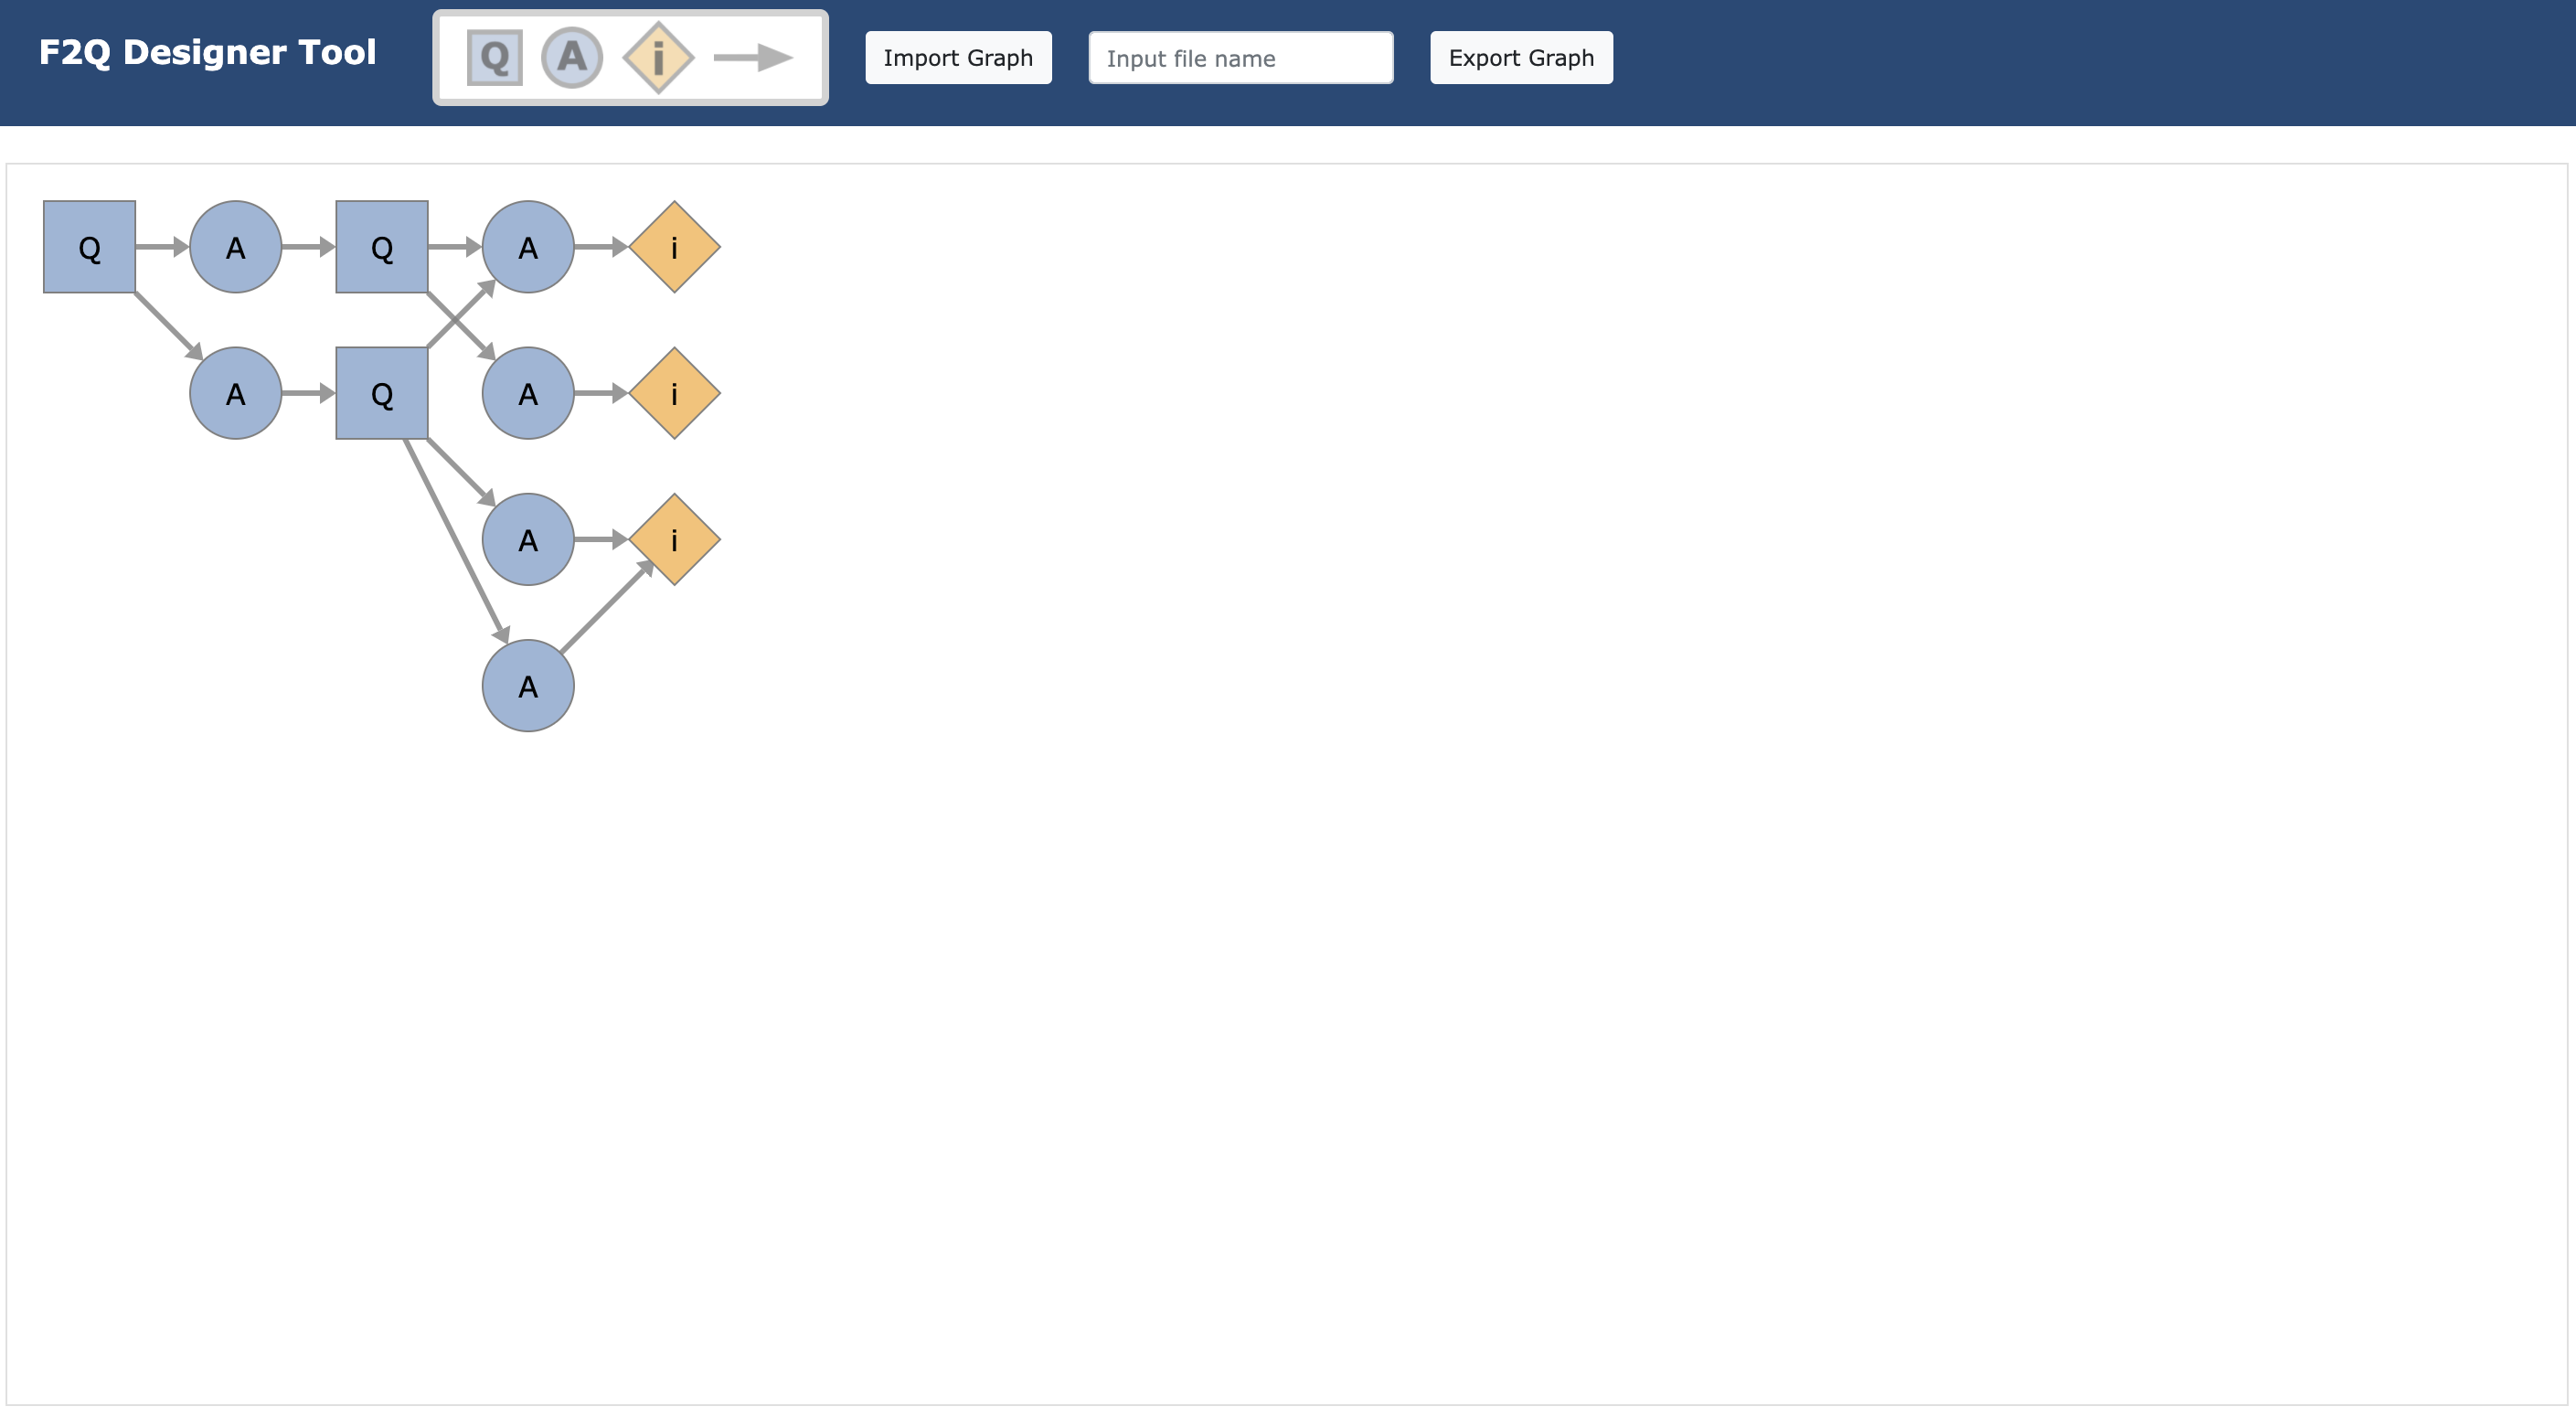 F2Q Designer Tool Q A i Import Graph Input file name Export Graph
Q A Q A i
A Q A i
A i
A